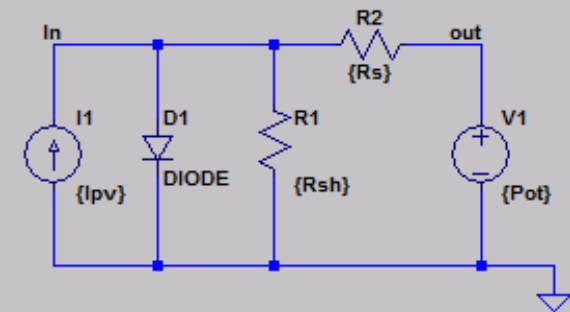 In
R2
out
{Rs}
I1
D1
R1
V1
DIODE
{Ipv}
{Rsh}
{Pot}